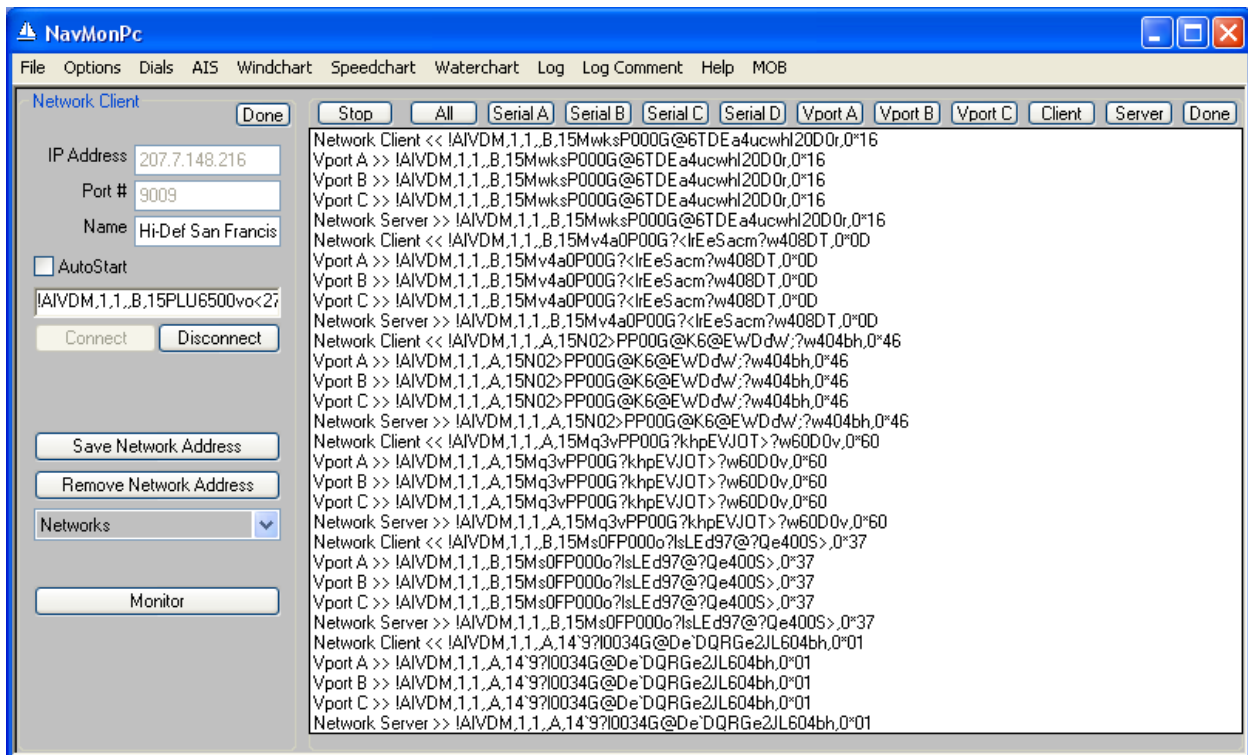 NavMonPc
File Options Dials AIS Windchart Speedchart Waterchart Log Log Comment Help MOB
Network Client
Done
IP Address 207.7.148.216
Port # 9009
Name Hi-Def San Francis
AutoStart
!AIVDM,1,1,,B,15PLU6500vo<27
Connect Disconnect
Save Network Address
Remove Network Address
Networks
Monitor
Stop All Serial A Serial B Serial C Serial D Vport A Vport B Vport C Client Server Done
Network Client << !AIVDM,1,1,,B,15MwksP000G@6TDEa4ucwhI20D0r,0*16
Vport A >> !AIVDM,1,1,,B,15MwksP000G@6TDEa4ucwhI20D0r,0*16
Vport B >> !AIVDM,1,1,,B,15MwksP000G@6TDEa4ucwhI20D0r,0*16
Vport C >> !AIVDM,1,1,,B,15MwksP000G@6TDEa4ucwhI20D0r,0*16
Network Server >> !AIVDM,1,1,,B,15MwksP000G@6TDEa4ucwhI20D0r,0*16
Network Client << !AIVDM,1,1,,B,15Mv4a0P00G?<IrEeSacm?w408DT,0*0D
Vport A >> !AIVDM,1,1,,B,15Mv4a0P00G?<IrEeSacm?w408DT,0*0D
Vport B >> !AIVDM,1,1,,B,15Mv4a0P00G?<IrEeSacm?w408DT,0*0D
Vport C >> !AIVDM,1,1,,B,15Mv4a0P00G?<IrEeSacm?w408DT,0*0D
Network Server >> !AIVDM,1,1,,B,15Mv4a0P00G?<IrEeSacm?w408DT,0*0D
Network Client << !AIVDM,1,1,,A,15N02>PP00G@K6@EWDdW;?w404bh,0*46
Vport A >> !AIVDM,1,1,,A,15N02>PP00G@K6@EWDdW;?w404bh,0*46
Vport B >> !AIVDM,1,1,,A,15N02>PP00G@K6@EWDdW;?w404bh,0*46
Vport C >> !AIVDM,1,1,,A,15N02>PP00G@K6@EWDdW;?w404bh,0*46
Network Server >> !AIVDM,1,1,,A,15N02>PP00G@K6@EWDdW;?w404bh,0*46
Network Client << !AIVDM,1,1,,A,15Mq3vPP00G?khpEVJOT>?w60D0v,0*60
Vport A >> !AIVDM,1,1,,A,15Mq3vPP00G?khpEVJOT>?w60D0v,0*60
Vport B >> !AIVDM,1,1,,A,15Mq3vPP00G?khpEVJOT>?w60D0v,0*60
Vport C >> !AIVDM,1,1,,A,15Mq3vPP00G?khpEVJOT>?w60D0v,0*60
Network Server >> !AIVDM,1,1,,A,15Mq3vPP00G?khpEVJOT>?w60D0v,0*60
Network Client << !AIVDM,1,1,,B,15Ms0FP000o?IsLEd97@?Qe400S>,0*37
Vport A >> !AIVDM,1,1,,B,15Ms0FP000o?IsLEd97@?Qe400S>,0*37
Vport B >> !AIVDM,1,1,,B,15Ms0FP000o?IsLEd97@?Qe400S>,0*37
Vport C >> !AIVDM,1,1,,B,15Ms0FP000o?IsLEd97@?Qe400S>,0*37
Network Server >> !AIVDM,1,1,,B,15Ms0FP000o?IsLEd97@?Qe400S>,0*37
Network Client << !AIVDM,1,1,,A,14`9?I0034G@De`DQRGe2JL604bh,0*01
Vport A >> !AIVDM,1,1,,A,14`9?I0034G@De`DQRGe2JL604bh,0*01
Vport B >> !AIVDM,1,1,,A,14`9?I0034G@De`DQRGe2JL604bh,0*01
Vport C >> !AIVDM,1,1,,A,14`9?I0034G@De`DQRGe2JL604bh,0*01
Network Server >> !AIVDM,1,1,,A,14`9?I0034G@De`DQRGe2JL604bh,0*01